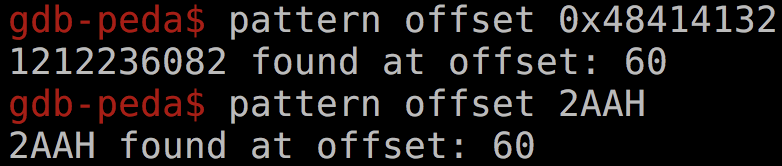 gdb-peda$ pattern offset 0x48414132
1212236082 found at offset: 60
gdb-peda$ pattern offset 2AAH
2AAH found at offset: 60